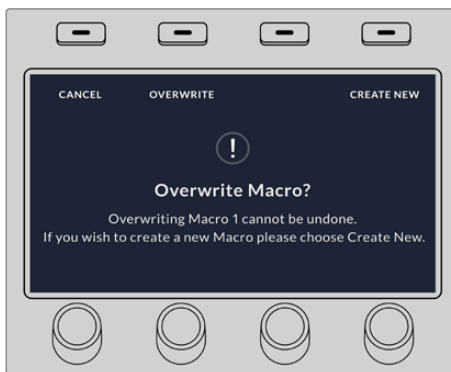 CANCEL OVERWRITE CREATE NEW
!
Overwrite Macro?
Overwriting Macro 1 cannot be undone.
If you wish to create a new Macro please choose Create New.